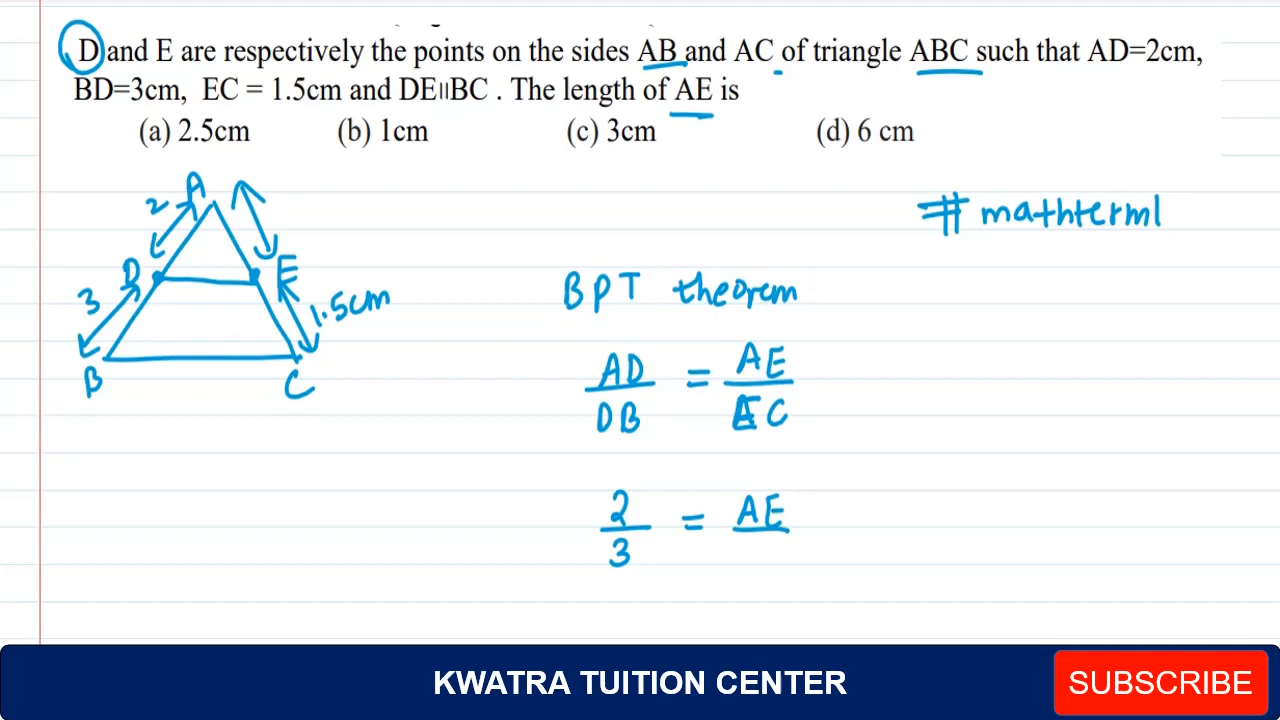 D and E are respectively the points on the sides AB and AC of triangle ABC such that AD=2cm,
BD=3cm, EC = 1.5cm and DE||BC . The length of AE is
(a) 2.5cm (b) 1cm (c) 3cm (d) 6 cm
A
2
# mathterm1
D
E
3
1.5cm
B
C
BPT theorem
AD = AE
DB EC
2 = AE
3
KWATRA TUITION CENTER
SUBSCRIBE